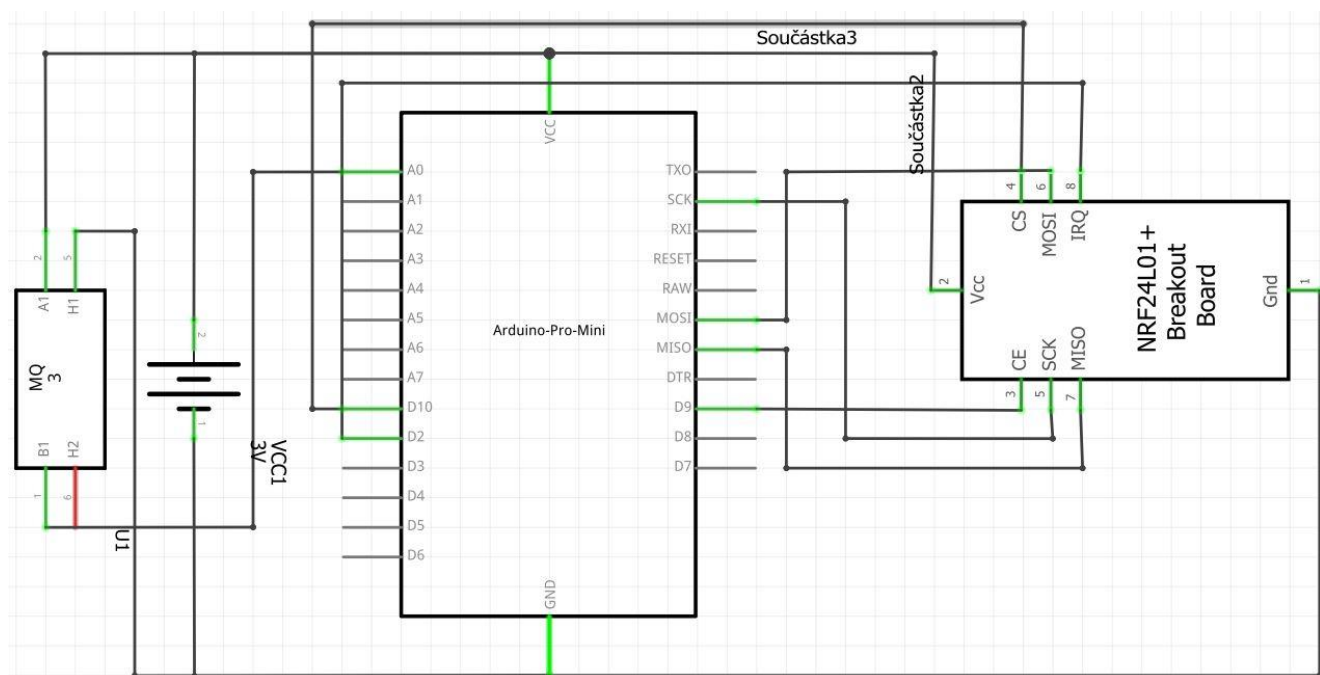 Součástka3
Součástka2
VCC
A0
A1
A2
A3
A4
A5
A6
A7
D10
D2
D3
D4
D5
D6
Arduino-Pro-Mini
TXO
SCK
RXI
RESET
RAW
MOSI
MISO
DTR
D9
D8
D7
GND
2
5
A1
H1
MQ
3
B1
H2
1
6
U1
2
1
VCC1
3V
4
6
8
CS
MOSI
IRQ
2
Vcc
NRF24L01+
Breakout
Board
Gnd
1
CE
SCK
MISO
3
5
7